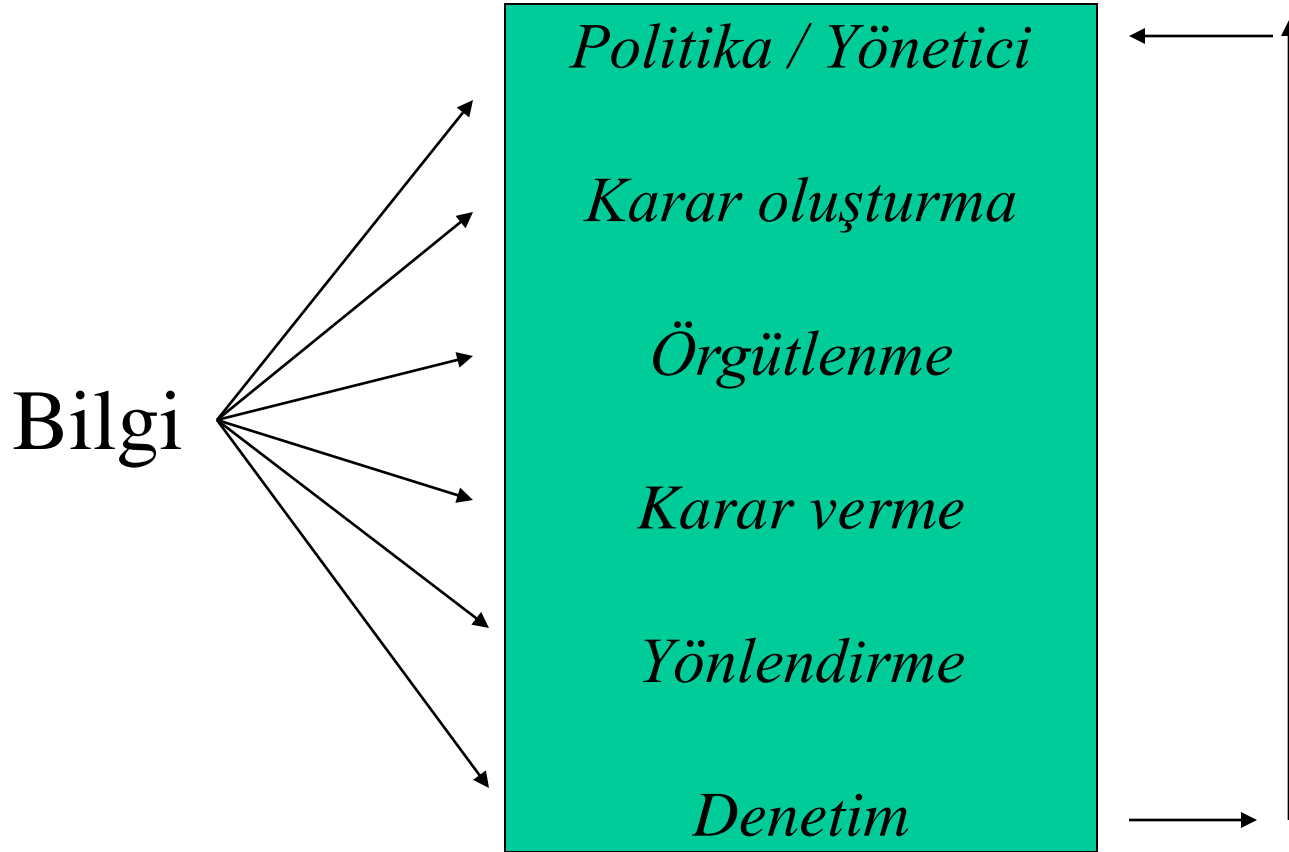 Politika / Yönetici
Karar oluşturma
Örgütlenme
Bilgi
Karar verme
Yönlendirme
Denetim